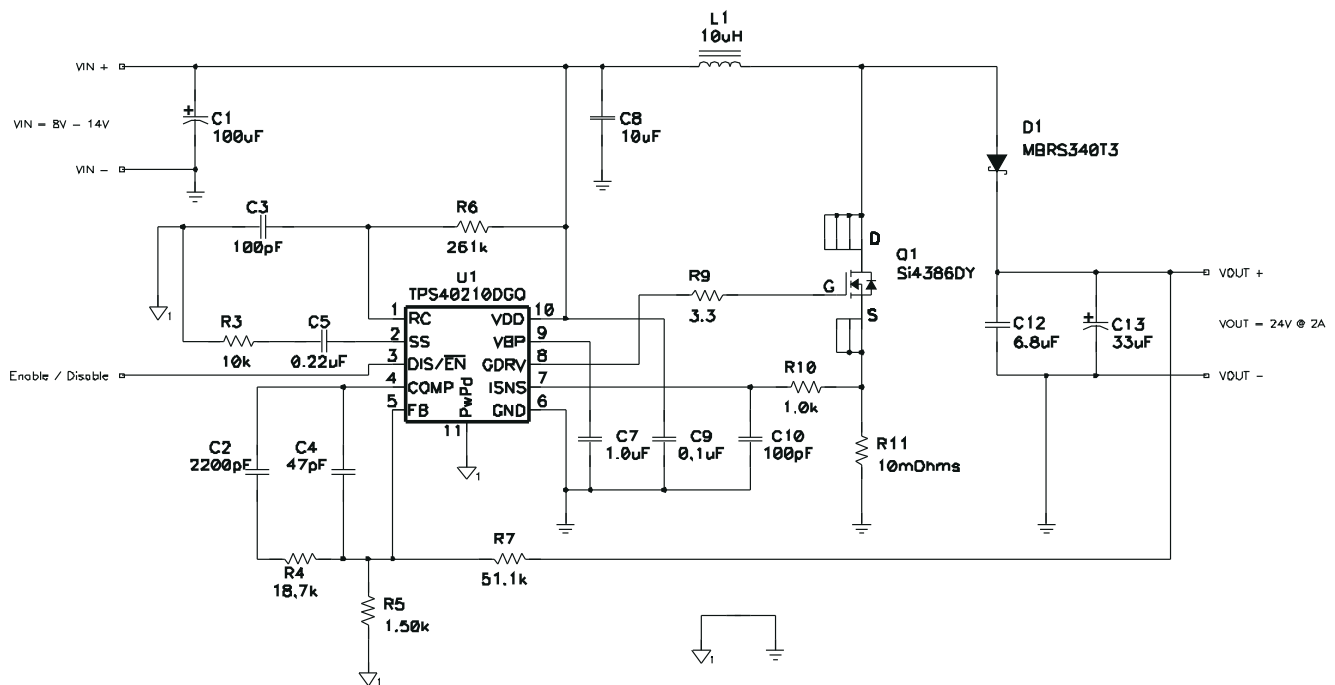 L1
10uH
VIN +
C1
100uF
C8
10uF
VIN = 8V – 14V
D1
MBRS340T3
VIN –
C3
100pF
R6
261k
D
Q1
Si4386DY
U1
TPS40210DGQ
R9
3.3
G
S
VOUT +
1
1 RC
VDD 10
2 SS
VBP 9
3 DIS/EN
GDRV 8
4 COMP
ISNS 7
5 FB
GND 6
PwPd
11
R3
10k
C5
0.22uF
C12
6.8uF
C13
33uF
VOUT = 24V @ 2A
Enable / Disable
VOUT –
R10
1.0k
C2
2200pF
C4
47pF
1
C7
1.0uF
C9
0.1uF
C10
100pF
R11
10mOhms
R4
18.7k
R7
51.1k
R5
1.50k
1
1